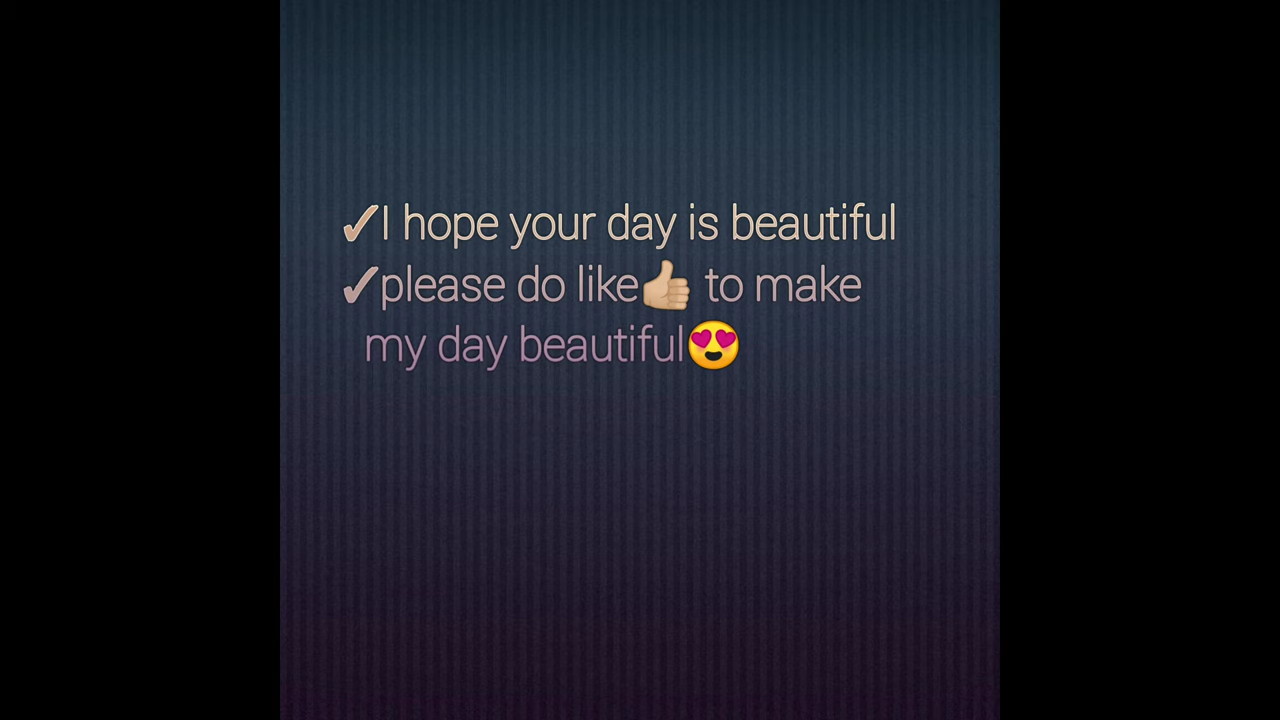 ✔I hope your day is beautiful
✔please do like👍🏼 to make
my day beautiful😍